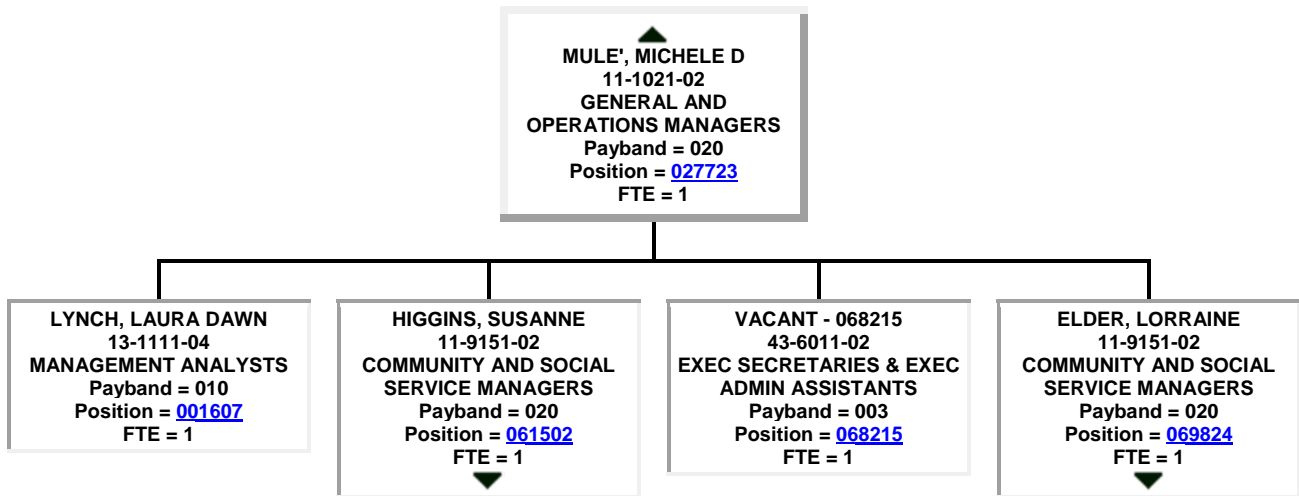 MULE', MICHELE D
11-1021-02
GENERAL AND
OPERATIONS MANAGERS
Payband = 020
Position = 027723
FTE = 1
LYNCH, LAURA DAWN
13-1111-04
MANAGEMENT ANALYSTS
Payband = 010
Position = 001607
FTE = 1
HIGGINS, SUSANNE
11-9151-02
COMMUNITY AND SOCIAL
SERVICE MANAGERS
Payband = 020
Position = 061502
FTE = 1
VACANT - 068215
43-6011-02
EXEC SECRETARIES & EXEC
ADMIN ASSISTANTS
Payband = 003
Position = 068215
FTE = 1
ELDER, LORRAINE
11-9151-02
COMMUNITY AND SOCIAL
SERVICE MANAGERS
Payband = 020
Position = 069824
FTE = 1